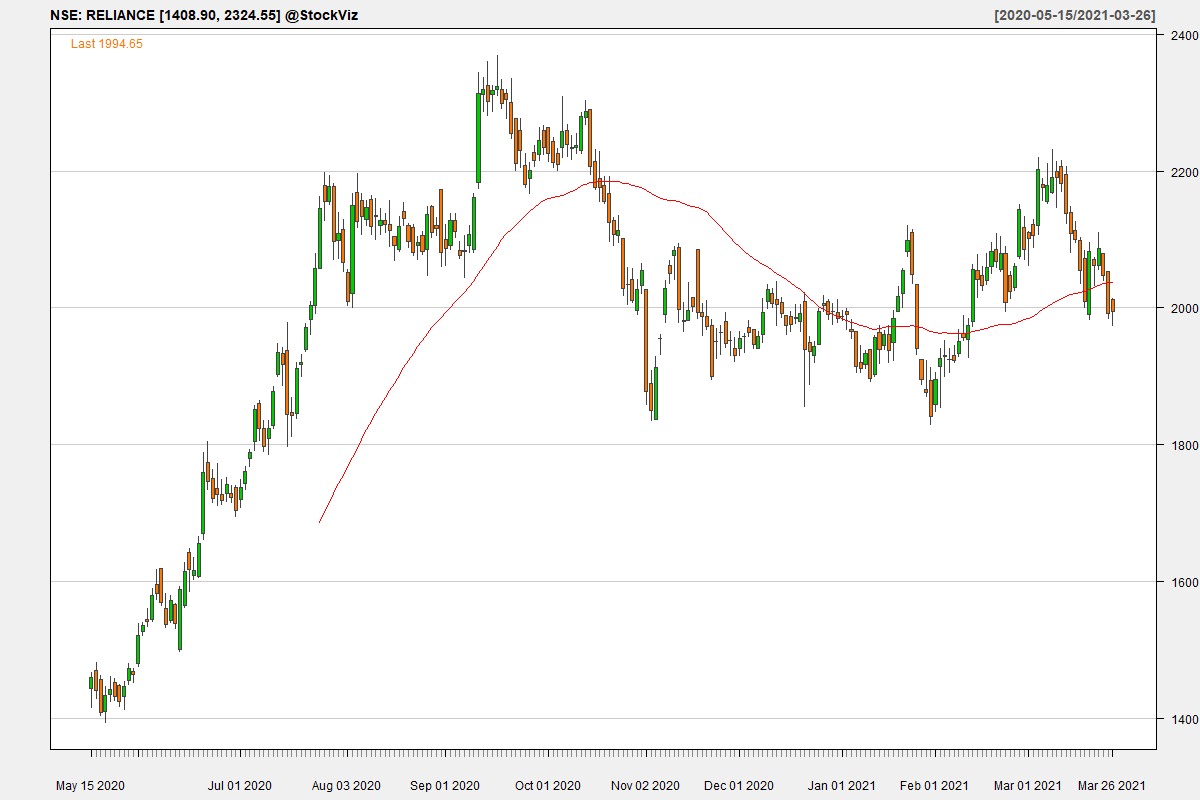 NSE: RELIANCE [1408.90, 2324.55] @StockViz [2020-05-15/2021-03-26]
Last 1994.65
2400
2200
2000
1800
1600
1400
May 15 2020 Jul 01 2020 Aug 03 2020 Sep 01 2020 Oct 01 2020 Nov 02 2020 Dec 01 2020 Jan 01 2021 Feb 01 2021 Mar 01 2021 Mar 26 2021